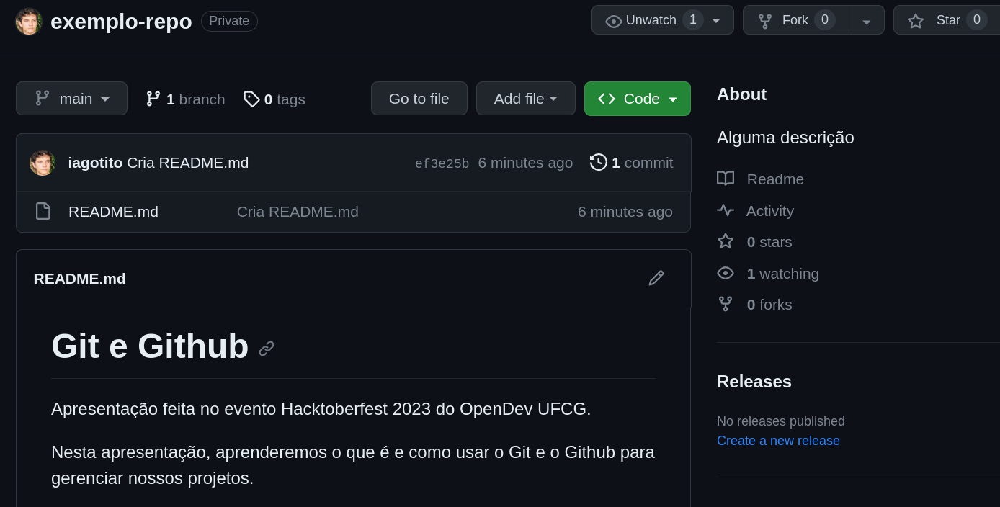 exemplo-repo Private Unwatch 1 Fork 0 Star 0
main 1 branch 0 tags Go to file Add file Code
iagotito Cria README.md ef3e25b 6 minutes ago 1 commit
README.md Cria README.md 6 minutes ago
README.md
Git e Github
Apresentação feita no evento Hacktoberfest 2023 do OpenDev UFCG.
Nesta apresentação, aprenderemos o que é e como usar o Git e o Github para
gerenciar nossos projetos.
About
Alguma descrição
Readme
Activity
0 stars
1 watching
0 forks
Releases
No releases published
Create a new release